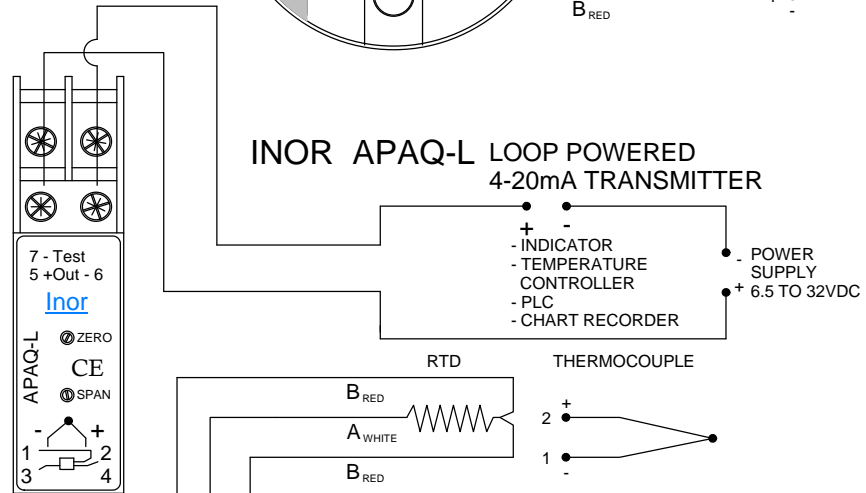 B RED
-
INOR APAQ-L LOOP POWERED
4-20mA TRANSMITTER
+ -
- INDICATOR
- TEMPERATURE
CONTROLLER
- PLC
- CHART RECORDER
- POWER
SUPPLY
+ 6.5 TO 32VDC
7 - Test
5 +Out - 6
Inor
APAQ-L
ZERO
CE
SPAN
- +
1 2
3 4
RTD
THERMOCOUPLE
B RED
A WHITE
B RED
+
2
1
-